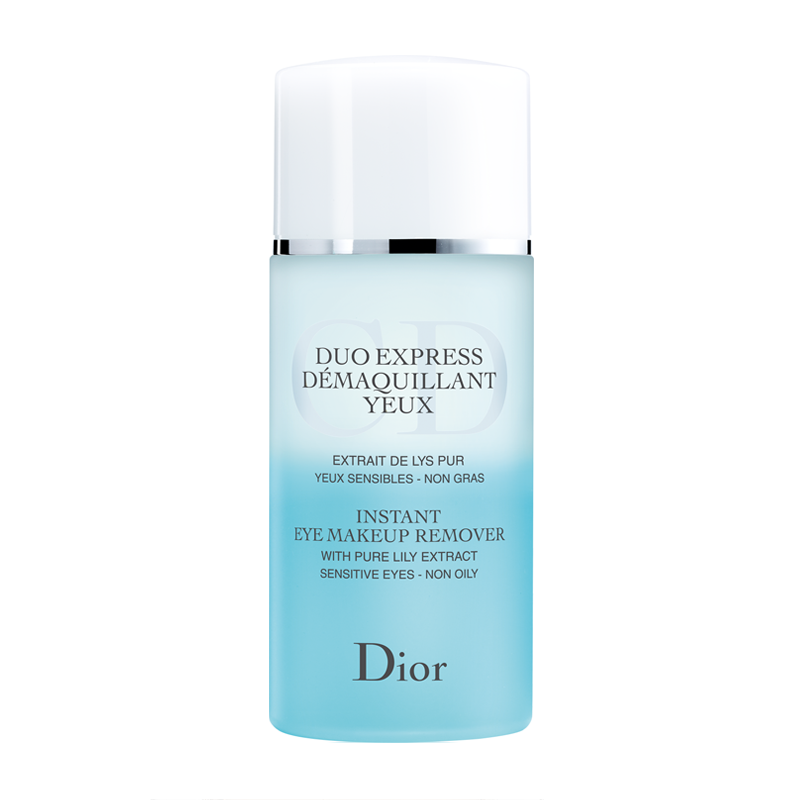 CD
DUO EXPRESS
DÉMAQUILLANT
YEUX
EXTRAIT DE LYS PUR
YEUX SENSIBLES - NON GRAS
INSTANT
EYE MAKEUP REMOVER
WITH PURE LILY EXTRACT
SENSITIVE EYES - NON OILY
Dior